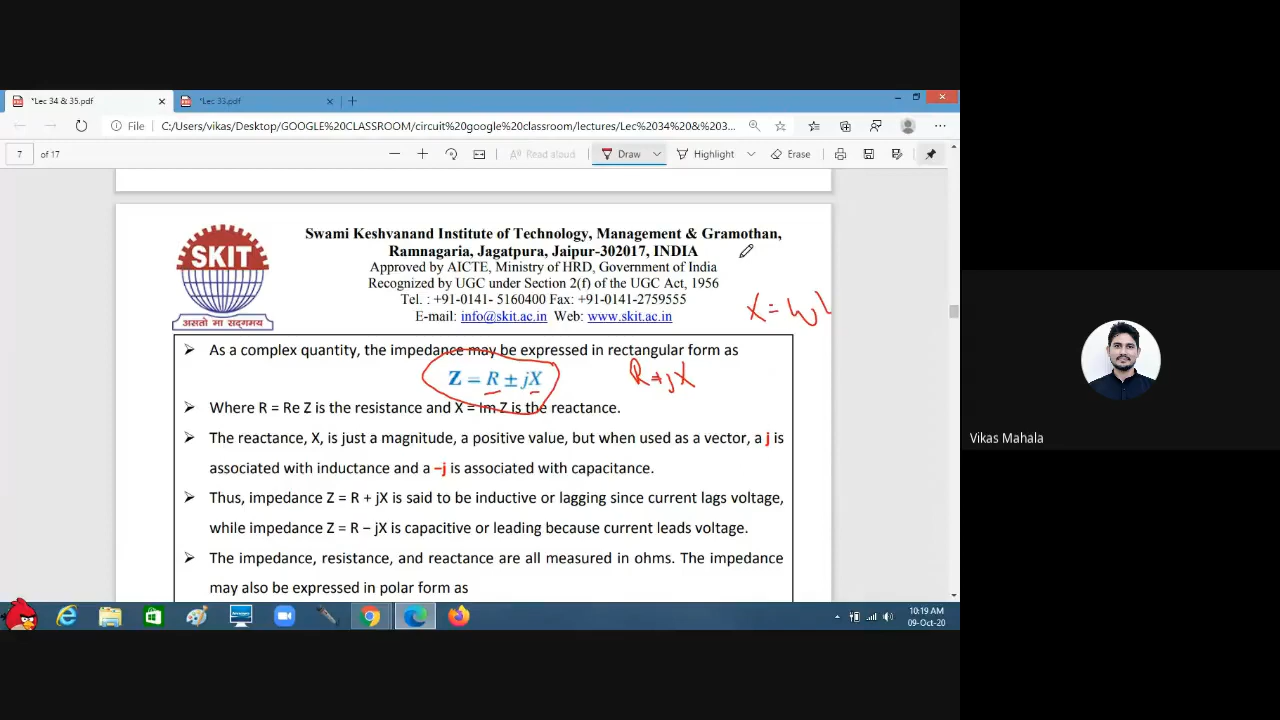 *Lec 34 & 35.pdf
*Lec 33.pdf
File
C:/Users/vikas/Desktop/GOOGLE%20CLASSROOM/circuit%20google%20classroom/lectures/Lec%2034%20&%203...
7 of 17
Read aloud
Draw
Highlight
Erase
SKIT
असतो मा सद्गमय
Swami Keshvanand Institute of Technology, Management & Gramothan,
Ramnagaria, Jagatpura, Jaipur-302017, INDIA
Approved by AICTE, Ministry of HRD, Government of India
Recognized by UGC under Section 2(f) of the UGC Act, 1956
Tel. : +91-0141- 5160400 Fax: +91-0141-2759555
E-mail: info@skit.ac.in Web: www.skit.ac.in
X = ωL
➢ As a complex quantity, the impedance may be expressed in rectangular form as
Z = R ± jX
R+jX
➢ Where R = Re Z is the resistance and X = Im Z is the reactance.
➢ The reactance, X, is just a magnitude, a positive value, but when used as a vector, a j is
associated with inductance and a –j is associated with capacitance.
➢ Thus, impedance Z = R + jX is said to be inductive or lagging since current lags voltage,
while impedance Z = R − jX is capacitive or leading because current leads voltage.
➢ The impedance, resistance, and reactance are all measured in ohms. The impedance
may also be expressed in polar form as
10:19 AM
09-Oct-20
Vikas Mahala